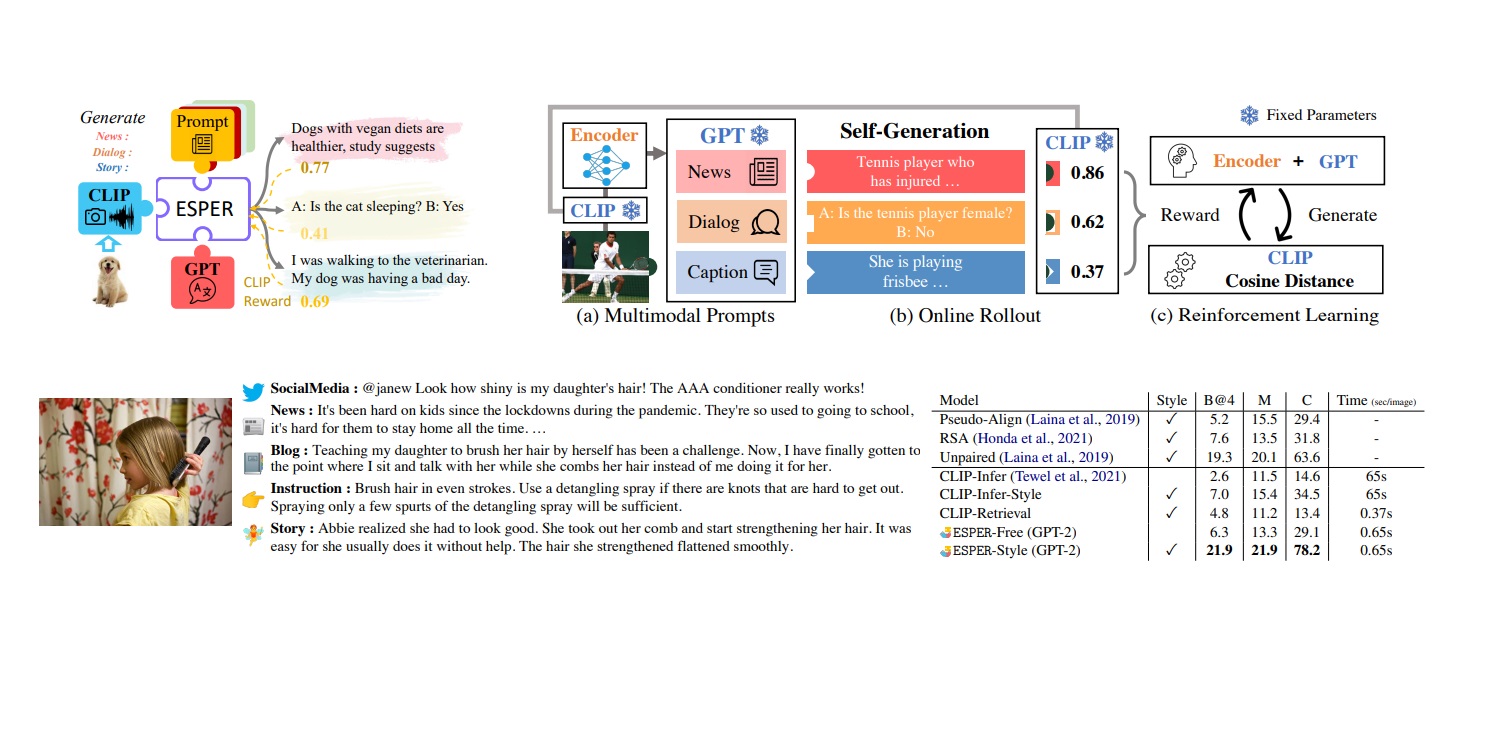 Generate
News :
Dialog :
Story :
Prompt
CLIP
ESPER
GPT
A
文
Dogs with vegan diets are
healthier, study suggests
0.77
A: Is the cat sleeping? B: Yes
0.41
I was walking to the veterinarian.
My dog was having a bad day.
CLIP
Reward 0.69
Encoder
CLIP
GPT
News
Dialog
Caption
(a) Multimodal Prompts
Self-Generation
Tennis player who
has injured …
A: Is the tennis player female?
B: No
She is playing
frisbee …
CLIP
0.86
0.62
0.37
(b) Online Rollout
Fixed Parameters
Encoder + GPT
Reward
Generate
CLIP
Cosine Distance
(c) Reinforcement Learning
SocialMedia : @janew Look how shiny is my daughter's hair! The AAA conditioner really works!
News : It's been hard on kids since the lockdowns during the pandemic. They're so used to going to school,
it's hard for them to stay home all the time. …
Blog : Teaching my daughter to brush her hair by herself has been a challenge. Now, I have finally gotten to
the point where I sit and talk with her while she combs her hair instead of me doing it for her.
Instruction : Brush hair in even strokes. Use a detangling spray if there are knots that are hard to get out.
Spraying only a few spurts of the detangling spray will be sufficient.
Story : Abbie realized she had to look good. She took out her comb and start strengthening her hair. It was
easy for she usually does it without help. The hair she strengthened flattened smoothly.
Model Style B@4 M C Time (sec/image)
Pseudo-Align (Laina et al., 2019) ✓ 5.2 15.5 29.4 -
RSA (Honda et al., 2021) ✓ 7.6 13.5 31.8 -
Unpaired (Laina et al., 2019) ✓ 19.3 20.1 63.6 -
CLIP-Infer (Tewel et al., 2021) 2.6 11.5 14.6 65s
CLIP-Infer-Style ✓ 7.0 15.4 34.5 65s
CLIP-Retrieval ✓ 4.8 11.2 13.4 0.37s
ESPER-Free (GPT-2) 6.3 13.3 29.1 0.65s
ESPER-Style (GPT-2) ✓ 21.9 21.9 78.2 0.65s